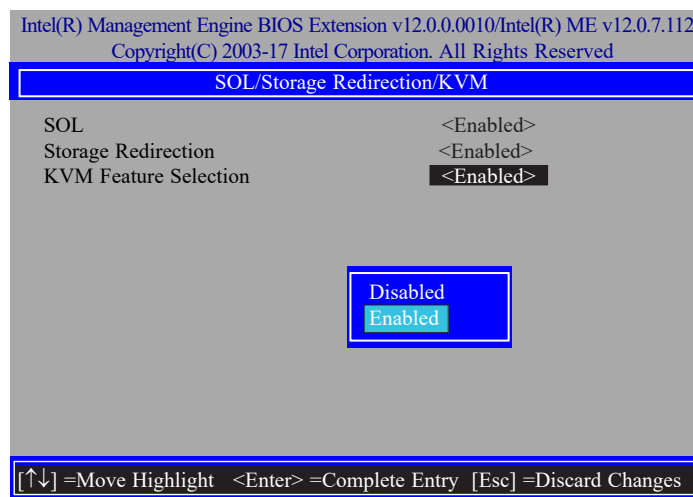 Intel(R) Management Engine BIOS Extension v12.0.0.0010/Intel(R) ME v12.0.7.112
Copyright(C) 2003-17 Intel Corporation. All Rights Reserved
SOL/Storage Redirection/KVM
SOL <Enabled>
Storage Redirection <Enabled>
KVM Feature Selection <Enabled>
Disabled
Enabled
[↑↓] =Move Highlight <Enter> =Complete Entry [Esc] =Discard Changes